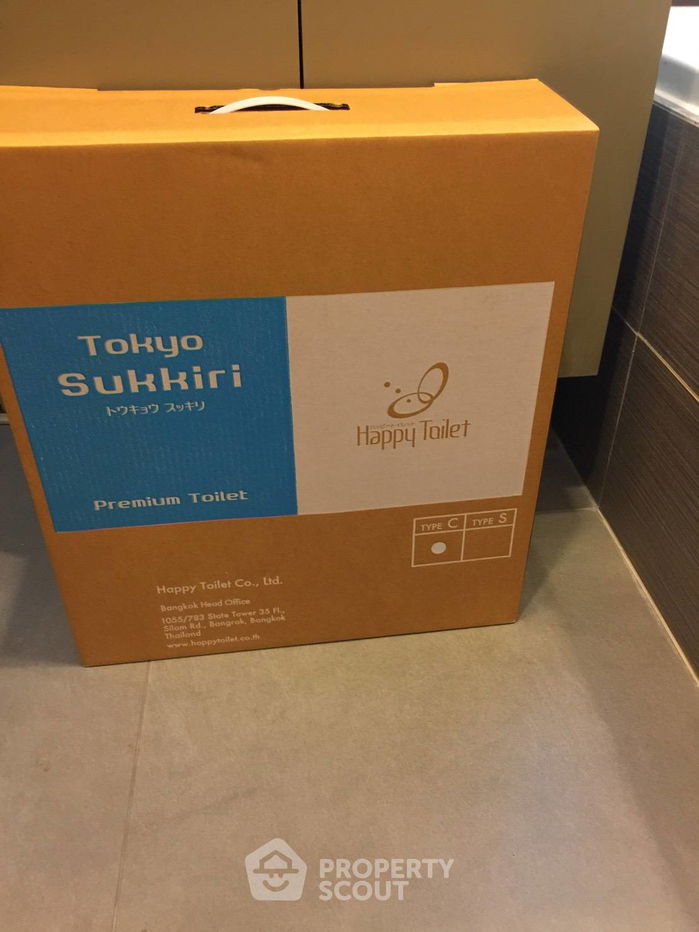 Tokyo
Sukkiri
トウキョウ スッキリ
Premium Toilet
Happy Toilet
TYPE C TYPE S
Happy Toilet Co., Ltd.
Bangkok Head Office
1055/783 State Tower 35 Fl.,
Silom Rd., Bangrak, Bangkok
Thailand
www.happytoilet.co.th
PROPERTY
SCOUT